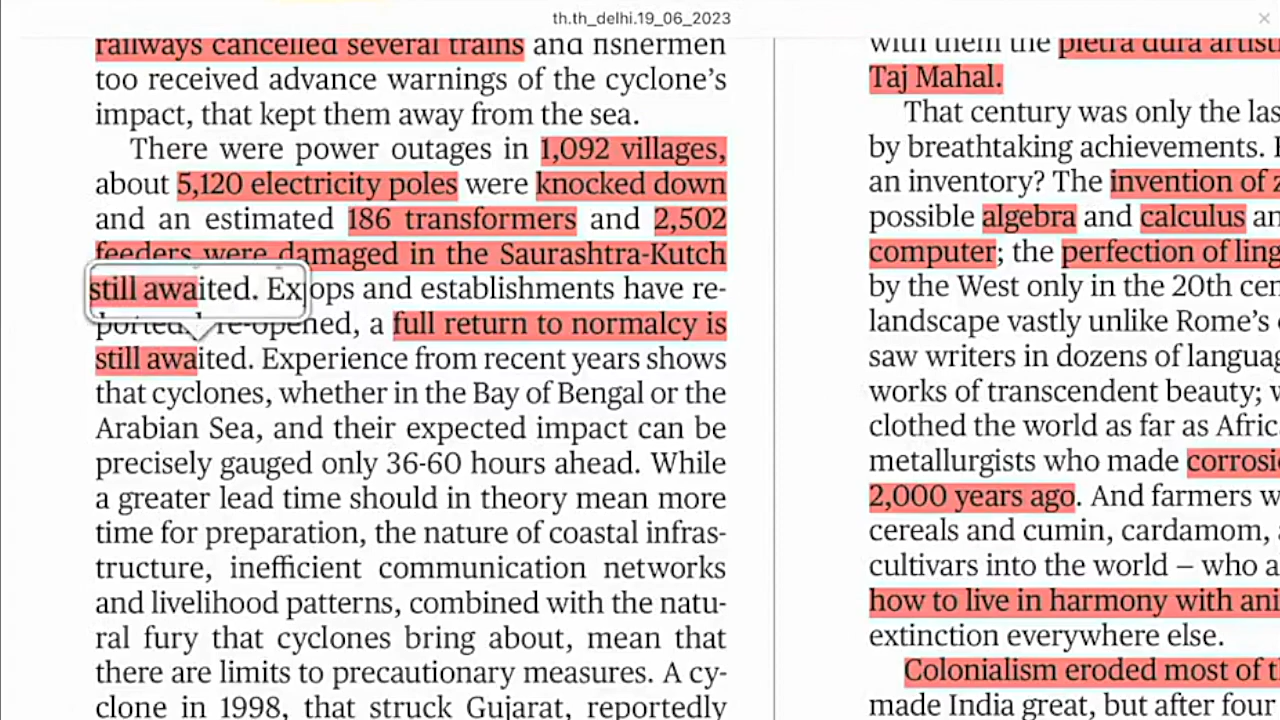 th.th_delhi.19_06_2023
railways cancelled several trains and fishermen
too received advance warnings of the cyclone's
impact, that kept them away from the sea.
There were power outages in 1,092 villages,
about 5,120 electricity poles were knocked down
and an estimated 186 transformers and 2,502
feeders were damaged in the Saurashtra-Kutch
still awaited. Ex
ops and establishments have re-
ported re-opened, a full return to normalcy is
still awaited. Experience from recent years shows
that cyclones, whether in the Bay of Bengal or the
Arabian Sea, and their expected impact can be
precisely gauged only 36-60 hours ahead. While
a greater lead time should in theory mean more
time for preparation, the nature of coastal infras-
tructure, inefficient communication networks
and livelihood patterns, combined with the natu-
ral fury that cyclones bring about, mean that
there are limits to precautionary measures. A cy-
clone in 1998, that struck Gujarat, reportedly
with them the pietra dura artisti
Taj Mahal.
That century was only the las
by breathtaking achievements.
an inventory? The invention of z
possible algebra and calculus an
computer; the perfection of ling
by the West only in the 20th cen
landscape vastly unlike Rome's
saw writers in dozens of languag
works of transcendent beauty; w
clothed the world as far as Afric
metallurgists who made corrosi
2,000 years ago. And farmers w
cereals and cumin, cardamom,
cultivars into the world – who a
how to live in harmony with ani
extinction everywhere else.
Colonialism eroded most of th
made India great, but after four